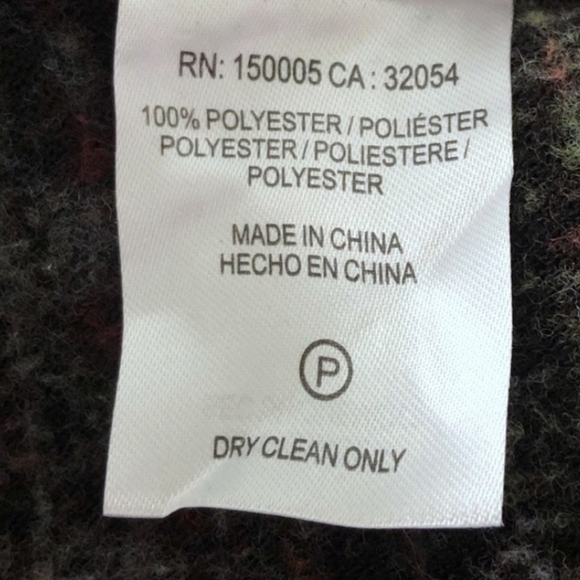 RN: 150005 CA: 32054
100% POLYESTER / POLIÉSTER
POLYESTER / POLIESTERE /
POLYESTER
MADE IN CHINA
HECHO EN CHINA
P
DRY CLEAN ONLY